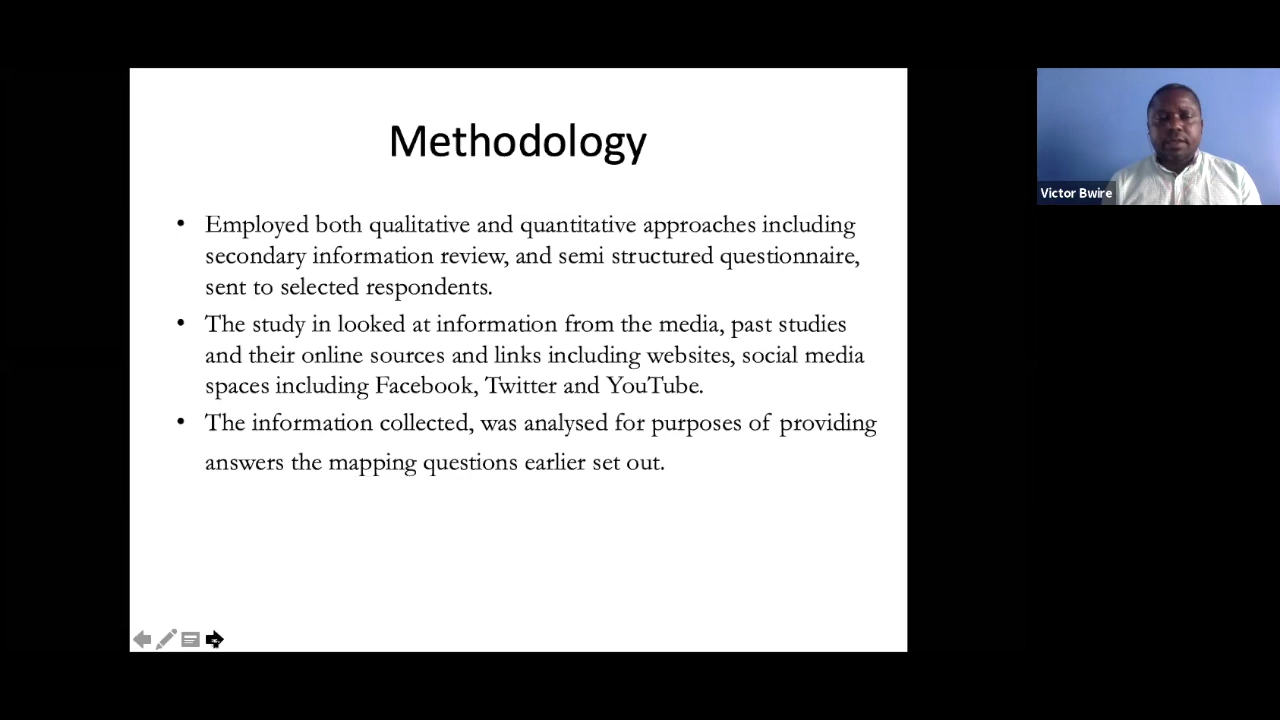 Methodology
• Employed both qualitative and quantitative approaches including
secondary information review, and semi structured questionnaire,
sent to selected respondents.
• The study in looked at information from the media, past studies
and their online sources and links including websites, social media
spaces including Facebook, Twitter and YouTube.
• The information collected, was analysed for purposes of providing
answers the mapping questions earlier set out.
Victor Bwire